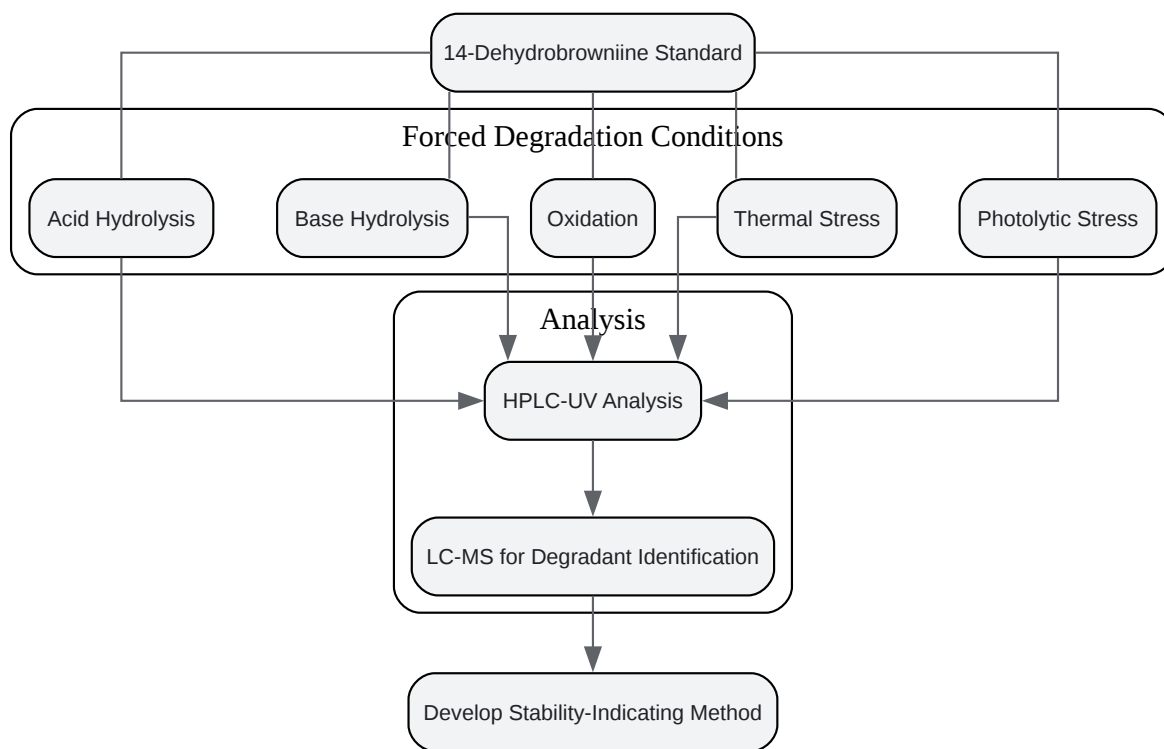 14-Dehydrobrowniine Standard
Forced Degradation Conditions
Acid Hydrolysis
Base Hydrolysis
Oxidation
Thermal Stress
Photolytic Stress
Analysis
HPLC-UV Analysis
LC-MS for Degradant Identification
Develop Stability-Indicating Method